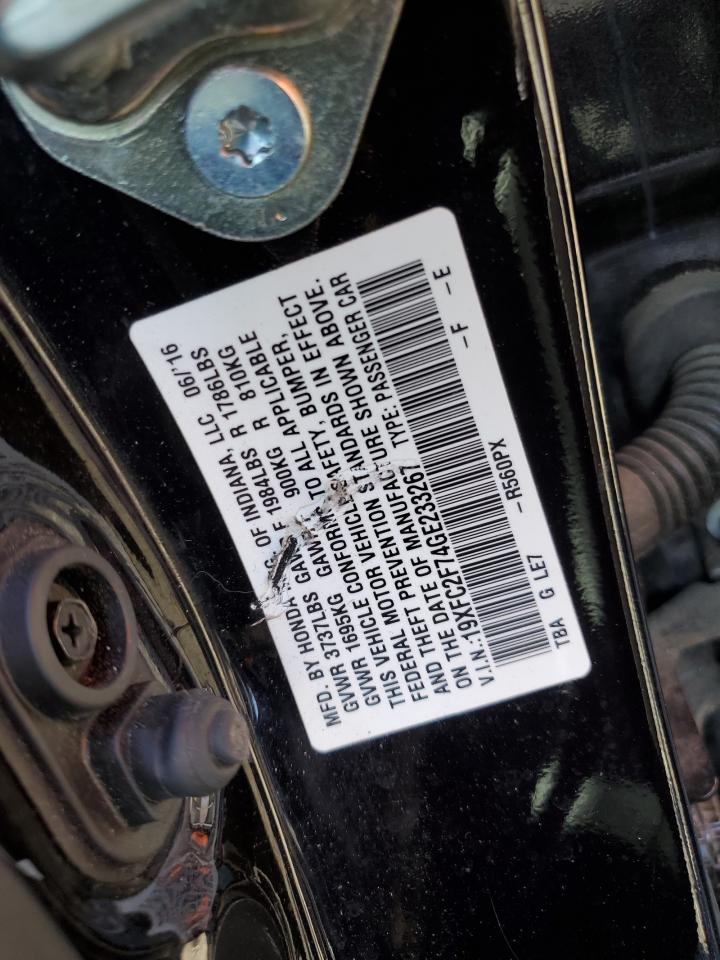 MFD. BY HONDA OF INDIANA, LLC 06/'16
GVWR 3737LBS GAWR F 1984LBS R 1786LBS
GVWR 1695KG GAWR 900KG R 810KG
THIS VEHICLE CONFORMS TO ALL APPLICABLE
FEDERAL MOTOR VEHICLE SAFETY, BUMPER,
AND THEFT PREVENTION STANDARDS IN EFFECT
ON THE DATE OF MANUFACTURE SHOWN ABOVE.
V.I.N.:19XFC2F74GE23326 TYPE: PASSENGER CAR
TBA G LE7 -R560PX -F -E